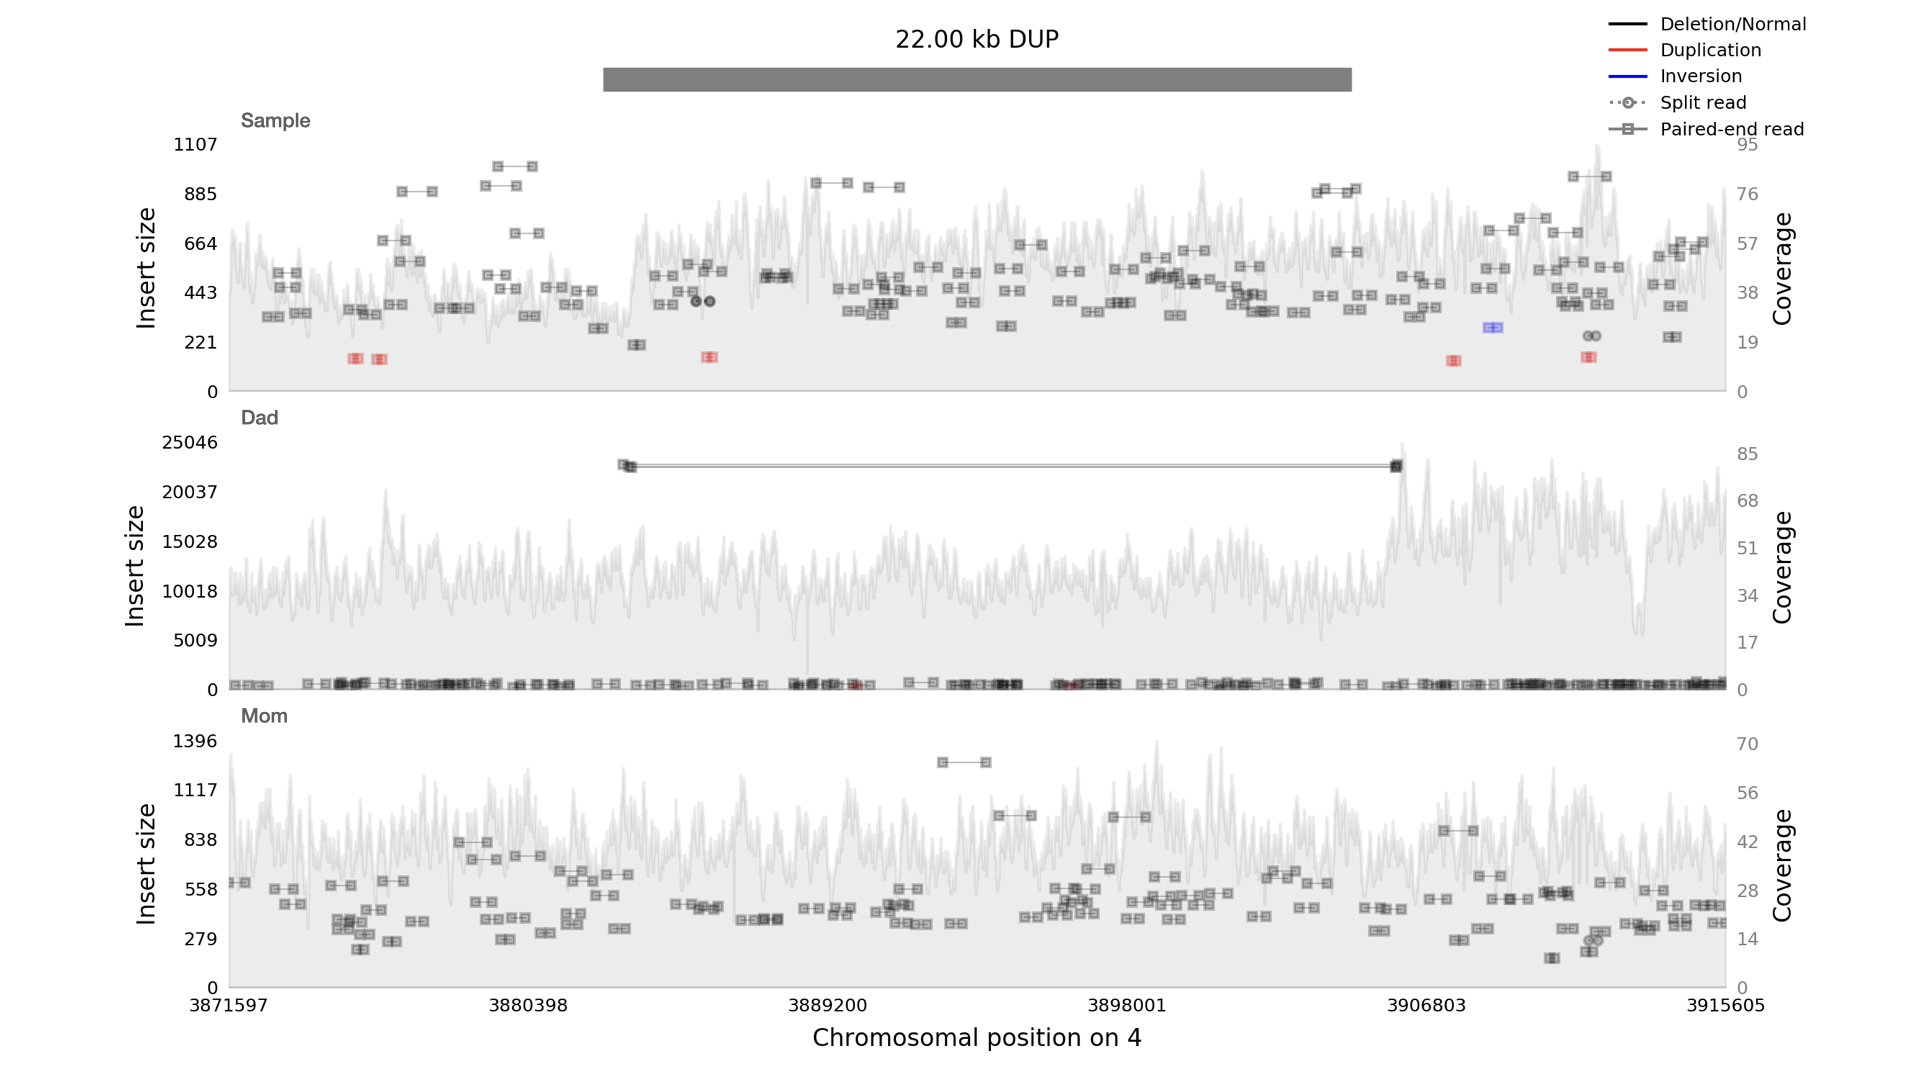 22.00 kb DUP
Deletion/Normal
Duplication
Inversion
Split read
Paired-end read
Sample
1107
885
664
443
221
0
Insert size
95
76
57
38
19
0
Coverage
Dad
25046
20037
15028
10018
5009
0
Insert size
85
68
51
34
17
0
Coverage
Mom
1396
1117
838
558
279
0
Insert size
70
56
42
28
14
0
Coverage
3871597 3880398 3889200 3898001 3906803 3915605
Chromosomal position on 4